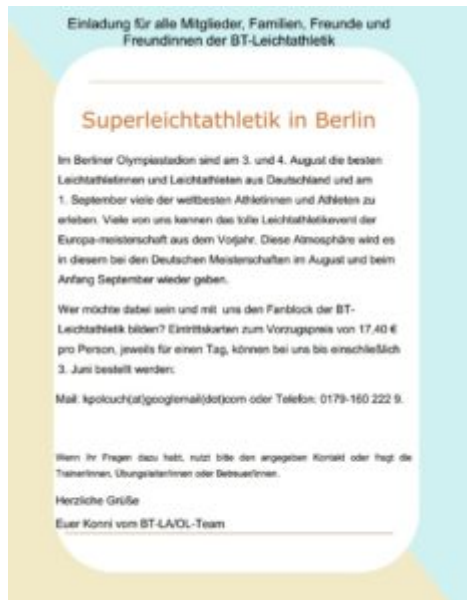 Einladung für alle Mitglieder, Familien, Freunde und
Freundinnen der BT-Leichtathletik
Superleichtathletik in Berlin
Im Berliner Olympiastadion sind am 3. und 4. August die besten
Leichtathletinnen und Leichtathleten aus Deutschland und am
1. September viele der weltbesten Athletinnen und Athleten zu
erleben. Viele von uns kennen das tolle Leichtathletikevent der
Europa-meisterschaft aus dem Vorjahr. Diese Atmosphäre wird es
in diesem bei den Deutschen Meisterschaften im August und beim
Anfang September wieder geben.
Wer möchte dabei sein und mit uns den Fanblock der BT-
Leichtathletik bilden? Eintrittskarten zum Vorzugspreis von 17,40 €
pro Person, jeweils für einen Tag, können bei uns bis einschließlich
3. Juni bestellt werden:
Mail: kpolcuch(at)googlemail(dot)com oder Telefon: 0179-160 222 9.
Wenn Ihr Fragen dazu habt, nutzt bitte den angegeben Kontakt oder fragt die
TrainerInnen, ÜbungsleiterInnen oder BetreuerInnen.
Herzliche Grüße
Euer Konni vom BT-LA/OL-Team